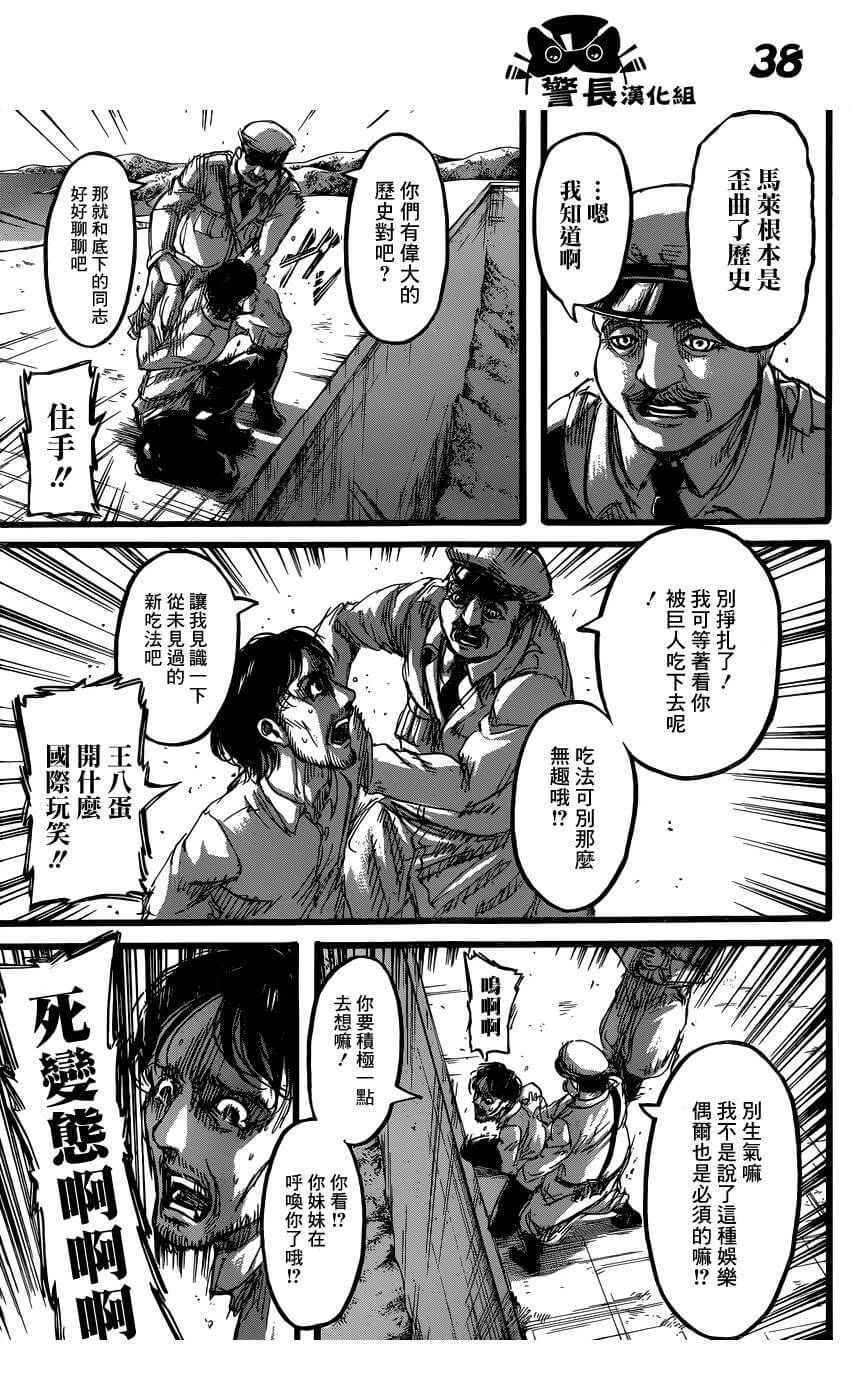 警長漢化組
38
馬萊根本是
歪曲了歷史
…嗯
我知道啊
你們有偉大的
歷史對吧?
那就和底下的同志
好好聊聊吧
住手!!
別掙扎了!
我可等著看你
被巨人吃下去呢
!
吃法可別那麼
無趣哦!?
讓我見識一下
從未見過的
新吃法吧
王八蛋
開什麼
國際玩笑!!
別生氣嘛
我不是說了這種娛樂
偶爾也是必須的嘛!?
嗚啊啊
你要積極一點
去想嘛!
你看!?
你妹妹在
呼喚你了哦!?
死變態啊啊啊